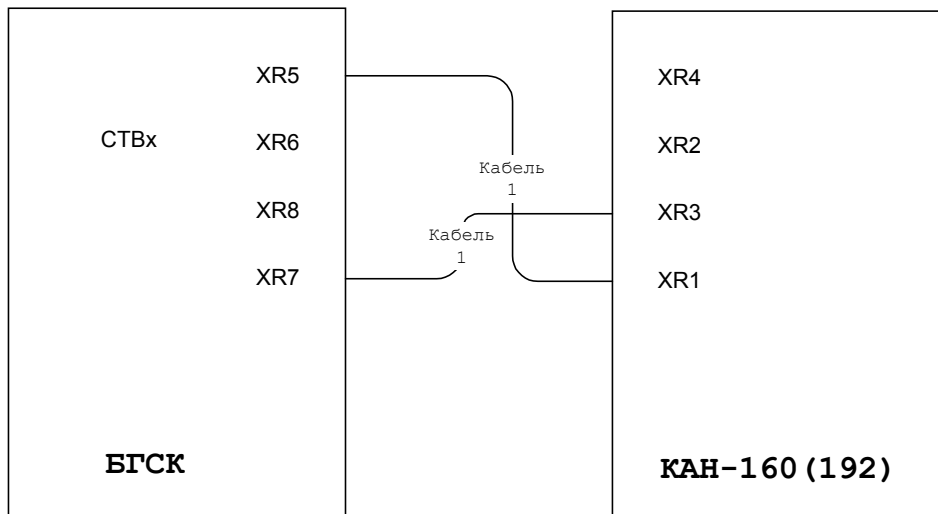 XR5
СТВх
XR6
XR8
XR7
БГСК
Кабель
1
Кабель
1
XR4
XR2
XR3
XR1
КАН-160(192)